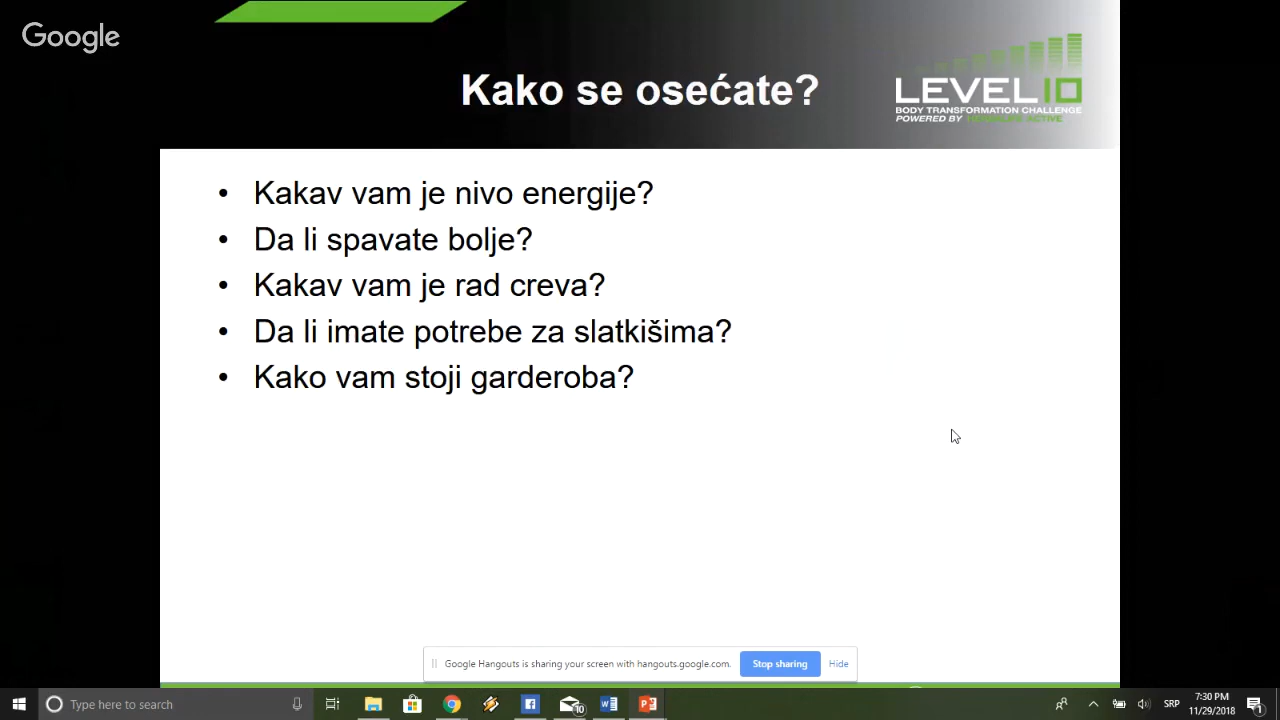 Google
Kako se osećate?
LEVEL10
BODY TRANSFORMATION CHALLENGE
POWERED BY ACTIVE
• Kakav vam je nivo energije?
• Da li spavate bolje?
• Kakav vam je rad creva?
• Da li imate potrebe za slatkišima?
• Kako vam stoji garderoba?
Google Hangouts is sharing your screen with hangouts.google.com. Stop sharing Hide
Type here to search
10
SRP
7:30 PM
11/29/2018
1